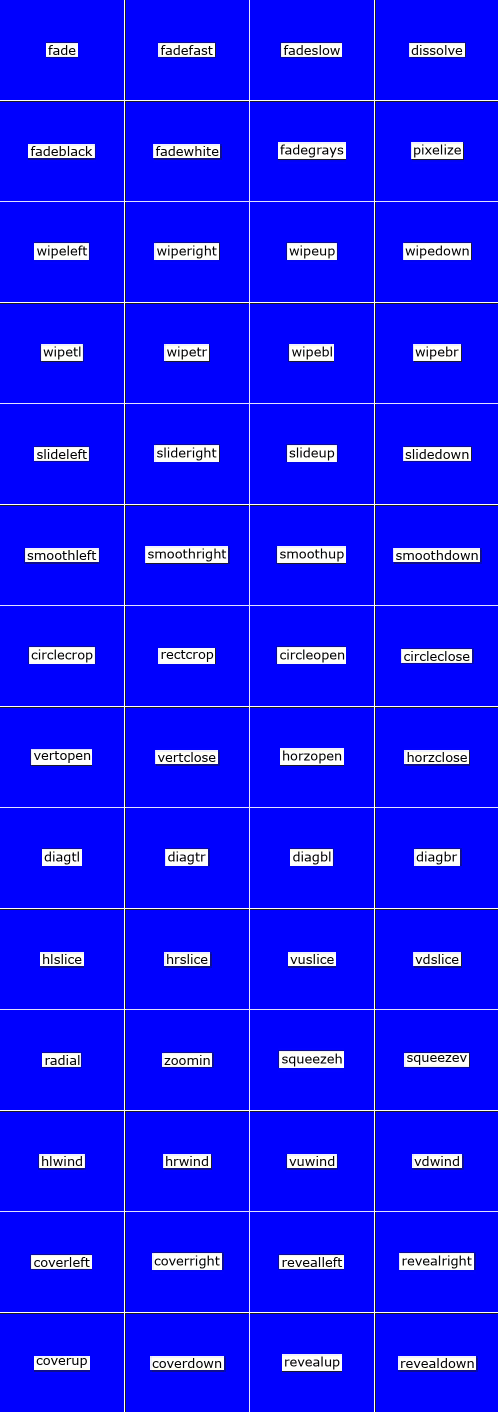 fade fadefast fadeslow dissolve
fadeblack fadewhite fadegrays pixelize
wipeleft wiperight wipeup wipedown
wipetl wipetr wipebl wipebr
slideleft slideright slideup slidedown
smoothleft smoothright smoothup smoothdown
circlecrop rectcrop circleopen circleclose
vertopen vertclose horzopen horzclose
diagtl diagtr diagbl diagbr
hlslice hrslice vuslice vdslice
radial zoomin squeezeh squeezev
hlwind hrwind vuwind vdwind
coverleft coverright revealleft revealright
coverup coverdown revealup revealdown